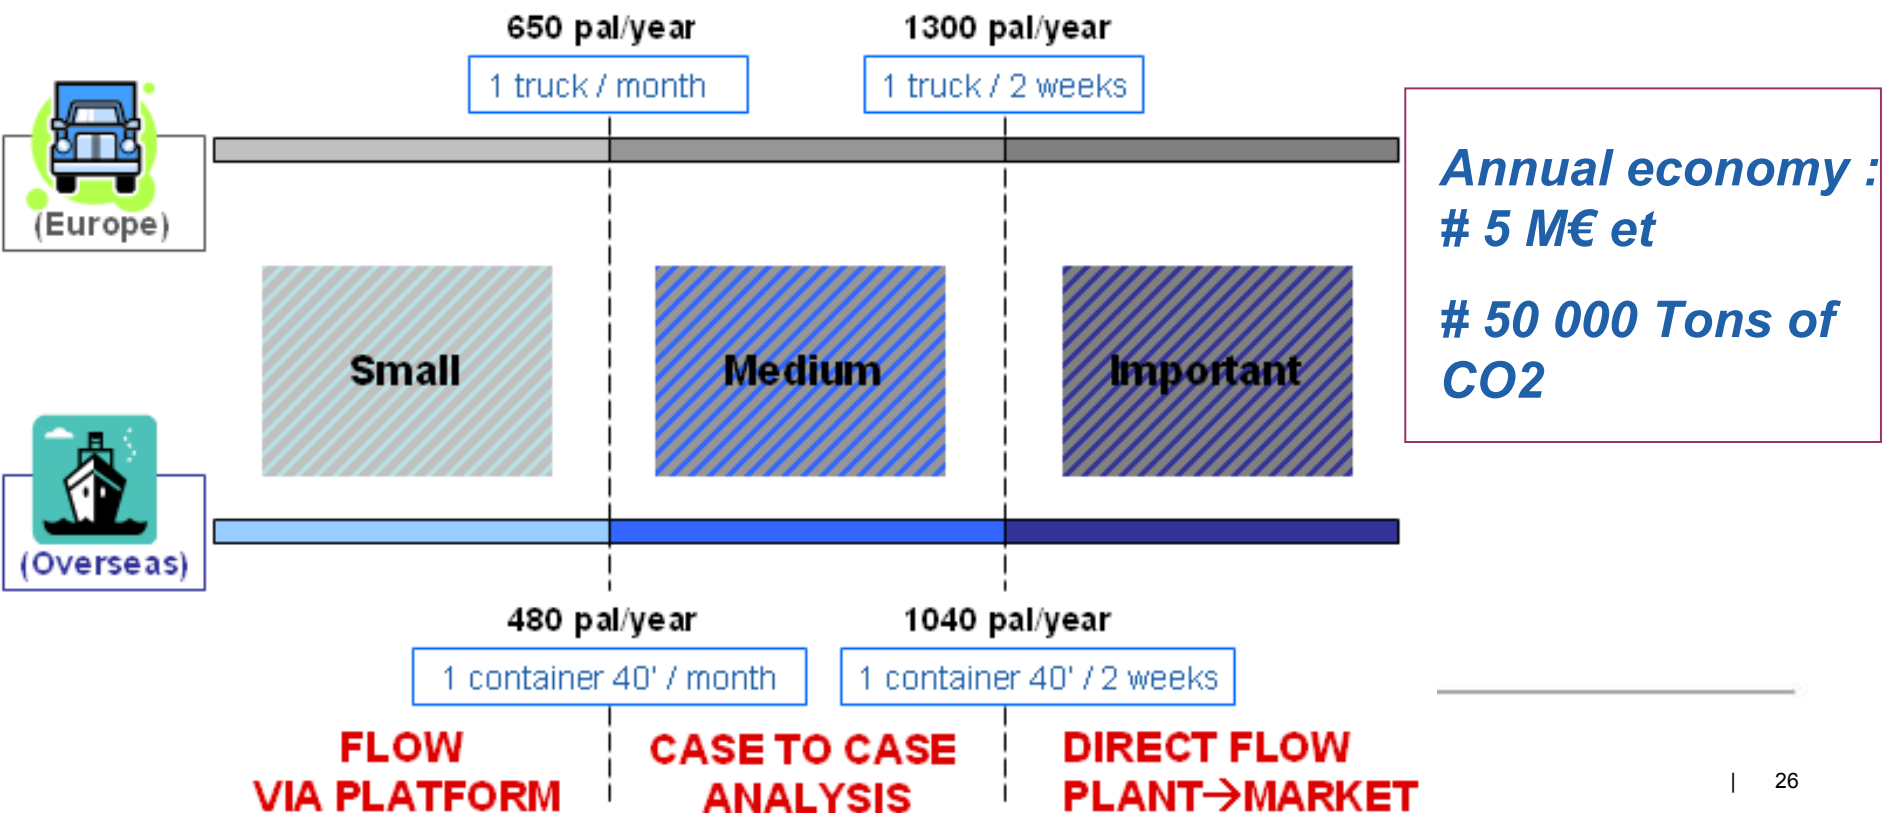 650 pal/year
1300 pal/year
1 truck / month
1 truck / 2 weeks
(Europe)
Annual economy :
# 5 M€ et
# 50 000 Tons of
CO2
Small
Medium
Important
(Overseas)
480 pal/year
1040 pal/year
1 container 40' / month
1 container 40' / 2 weeks
FLOW
VIA PLATFORM
CASE TO CASE
ANALYSIS
DIRECT FLOW
PLANT→MARKET
| 26